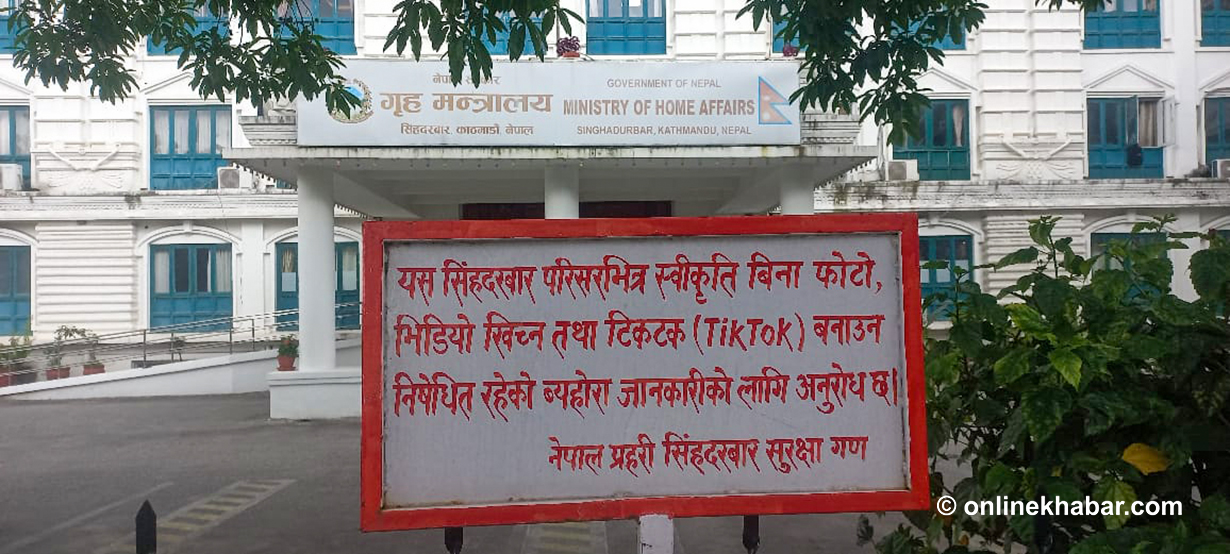 नेपाल सरकार
गृह मन्त्रालय
सिंहदरबार, काठमाडौं, नेपाल
GOVERNMENT OF NEPAL
MINISTRY OF HOME AFFAIRS
SINGHADURBAR, KATHMANDU, NEPAL
यस सिंहदरबार परिसरभित्र स्वीकृति बिना फोटो,
भिडियो खिच्न तथा टिकटक (TikTok) बनाउन
निषेधित रहेको ब्यहोरा जानकारीको लागि अनुरोध छ।
नेपाल प्रहरी सिंहदरबार सुरक्षा गण
© onlinekhabar.com